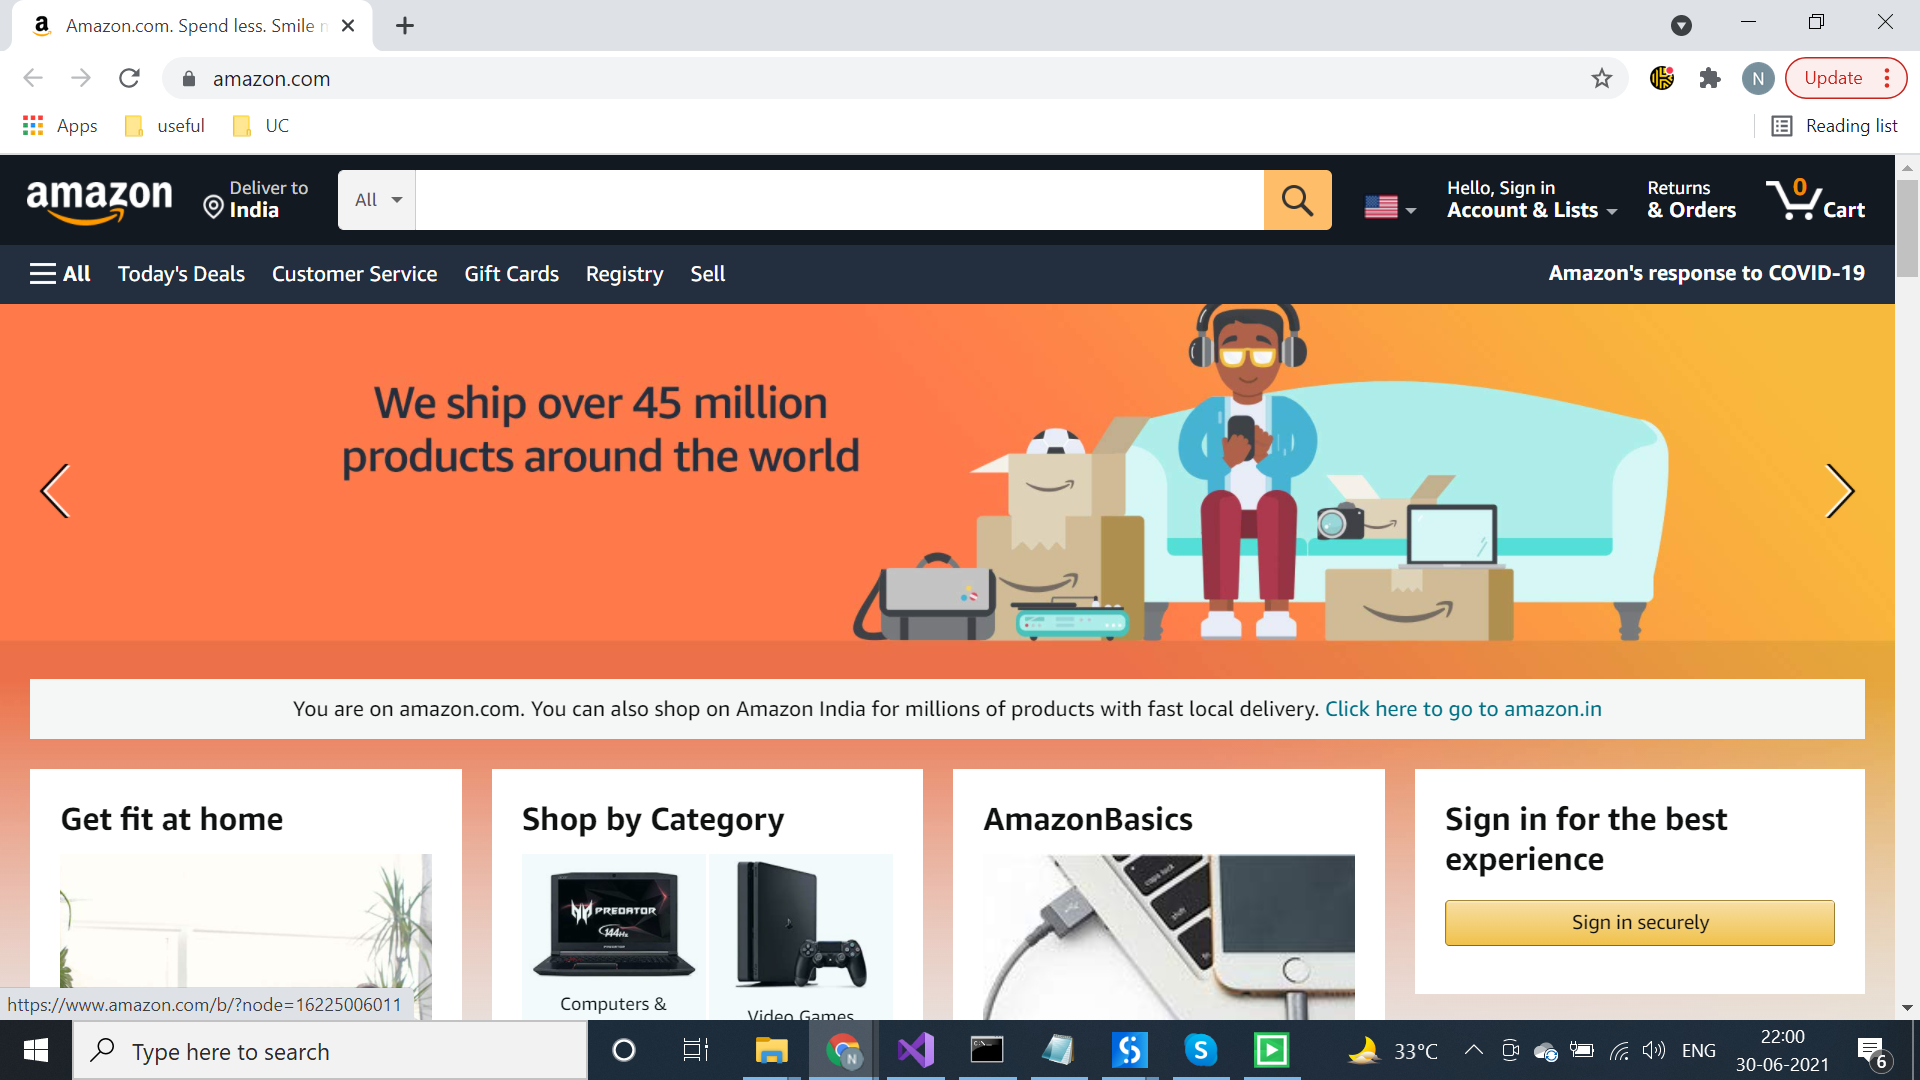 Amazon.com. Spend less. Smile
amazon.com
N
Update
Apps
useful
UC
Reading list
amazon
Deliver to
India
All
Hello, Sign in
Account & Lists
Returns
& Orders
0
Cart
All
Today's Deals
Customer Service
Gift Cards
Registry
Sell
Amazon's response to COVID-19
We ship over 45 million
products around the world
You are on amazon.com. You can also shop on Amazon India for millions of products with fast local delivery. Click here to go to amazon.in
Get fit at home
Shop by Category
PREDATOR
144Hz
Computers &
Video Games
AmazonBasics
caps lock
shift
Sign in for the best
experience
Sign in securely
https://www.amazon.com/b/?node=16225006011
Type here to search
N
33°C
ENG
22:00
30-06-2021
6